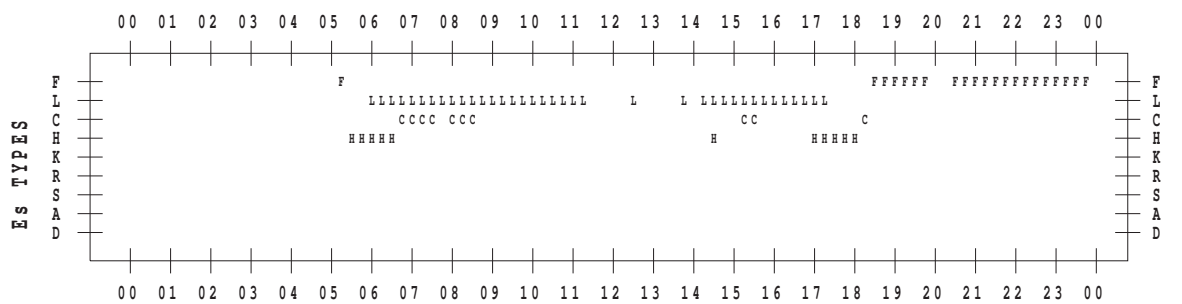 00 01 02 03 04 05 06 07 08 09 10 11 12 13 14 15 16 17 18 19 20 21 22 23 00
F F FFFFFF FFFFFFFFFFFFFF F
L LLLLLLLLLLLLLLLLLLLLLL L L LLLLLLLLLLLLL L
C CCCC CCC CC C C
H HHHHH H HHHHH H
K K
R R
S S
A A
D D
Es TYPES
00 01 02 03 04 05 06 07 08 09 10 11 12 13 14 15 16 17 18 19 20 21 22 23 00